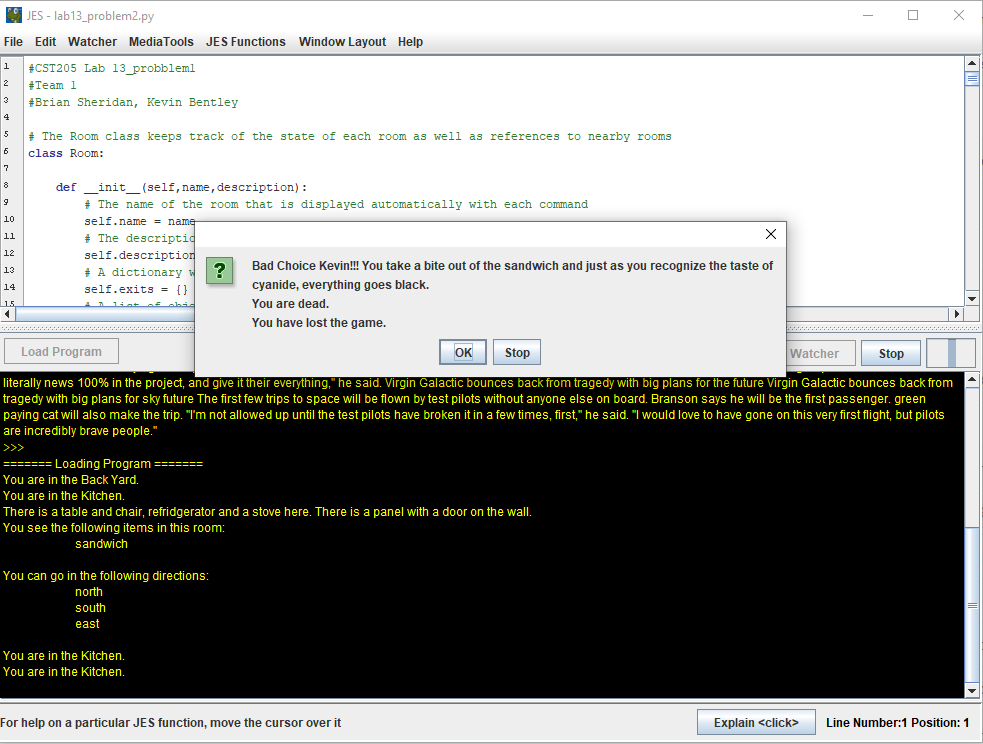 JES - lab13_problem2.py
File Edit Watcher MediaTools JES Functions Window Layout Help
1 #CST205 Lab 13_probblem1
2 #Team 1
3 #Brian Sheridan, Kevin Bentley
4
5 # The Room class keeps track of the state of each room as well as references to nearby rooms
6 class Room:
7
8 def __init__(self,name,description):
9 # The name of the room that is displayed automatically with each command
10 self.name = name
11 # The descriptio
12 self.description
13 # A dictionary w
14 self.exits = {}
15 # A list of obje
?
Bad Choice Kevin!!! You take a bite out of the sandwich and just as you recognize the taste of
cyanide, everything goes black.
You are dead.
You have lost the game.
OK Stop
Load Program Watcher Stop
literally news 100% in the project, and give it their everything," he said. Virgin Galactic bounces back from tragedy with big plans for the future Virgin Galactic bounces back from
tragedy with big plans for sky future The first few trips to space will be flown by test pilots without anyone else on board. Branson says he will be the first passenger. green
paying cat will also make the trip. "I'm not allowed up until the test pilots have broken it in a few times, first," he said. "I would love to have gone on this very first flight, but pilots
are incredibly brave people."
>>>
======= Loading Program =======
You are in the Back Yard.
You are in the Kitchen.
There is a table and chair, refridgerator and a stove here. There is a panel with a door on the wall.
You see the following items in this room:
sandwich
You can go in the following directions:
north
south
east
You are in the Kitchen.
You are in the Kitchen.
For help on a particular JES function, move the cursor over it
Explain <click> Line Number:1 Position: 1